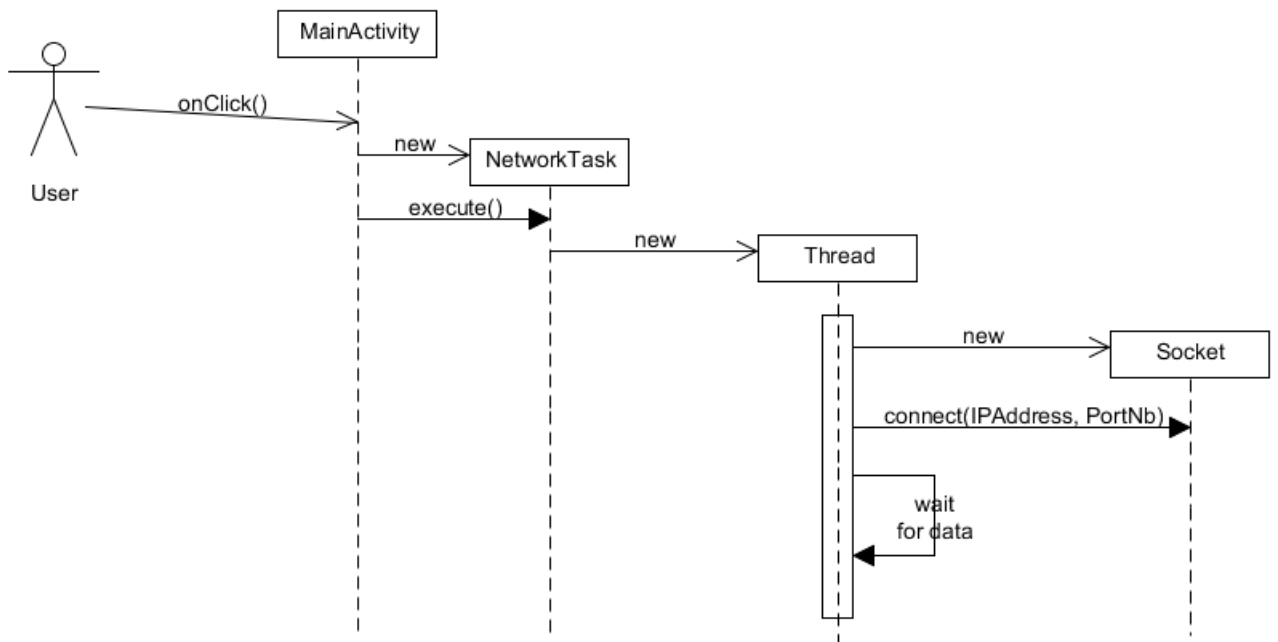 MainActivity
onClick()
new
NetworkTask
User
execute()
new
Thread
new
Socket
connect(IPAddress, PortNb)
wait
for data